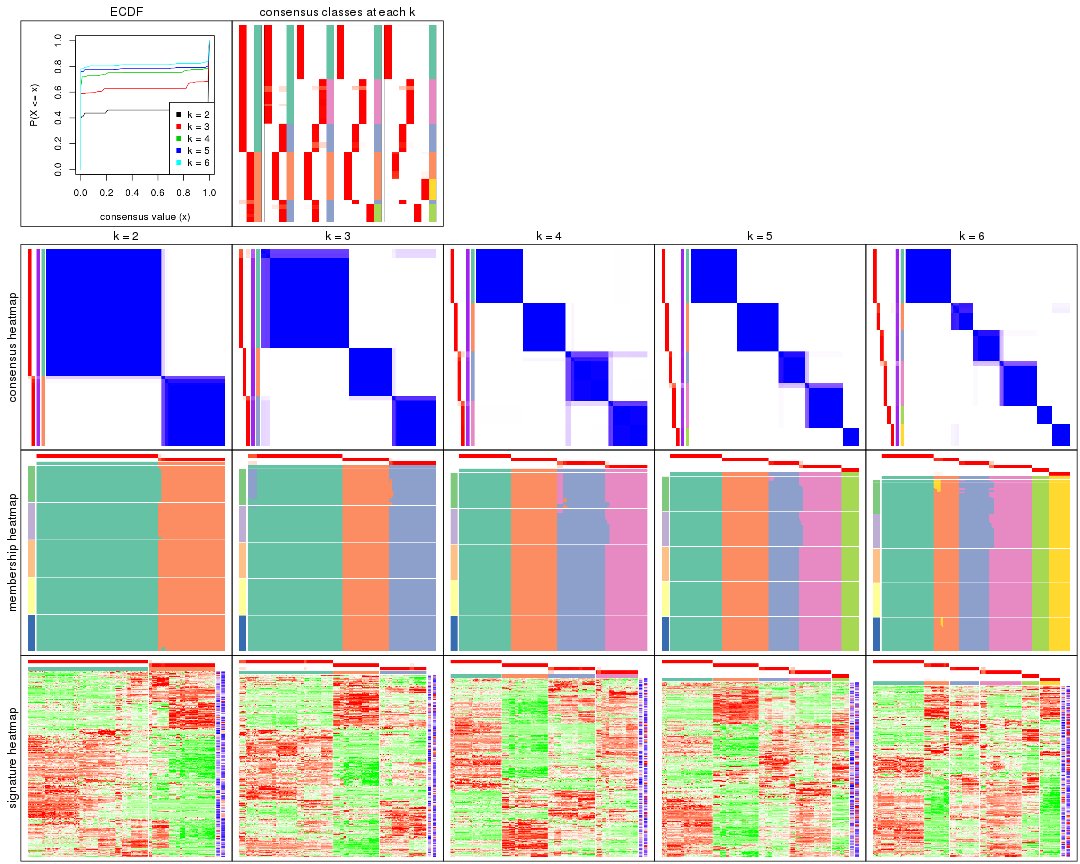 ECDF
consensus classes at each k
P(X <= x)
1.0
0.8
0.6
0.4
0.2
0.0
k = 2
k = 3
k = 4
k = 5
k = 6
0.0 0.2 0.4 0.6 0.8 1.0
consensus value (x)
k = 2
k = 3
k = 4
k = 5
k = 6
consensus heatmap
membership heatmap
signature heatmap